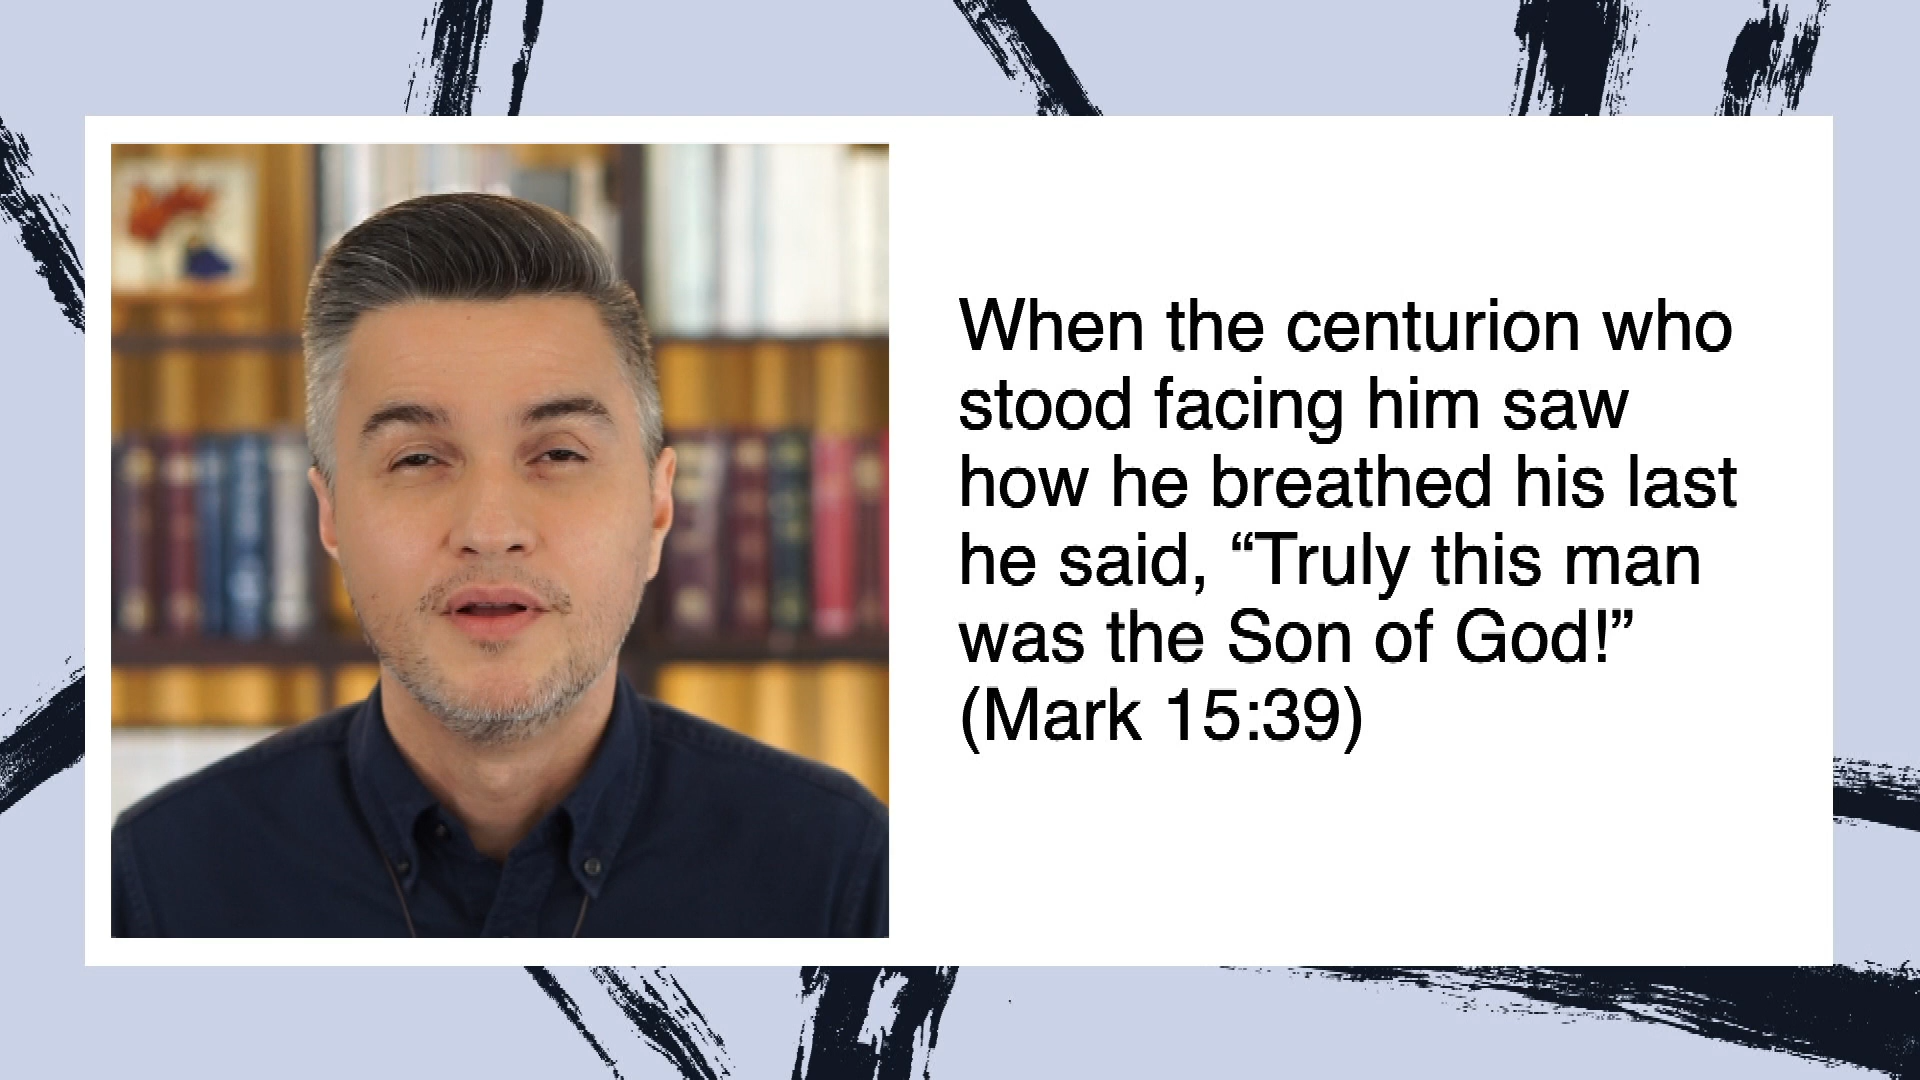 When the centurion who
stood facing him saw
how he breathed his last
he said, “Truly this man
was the Son of God!”
(Mark 15:39)